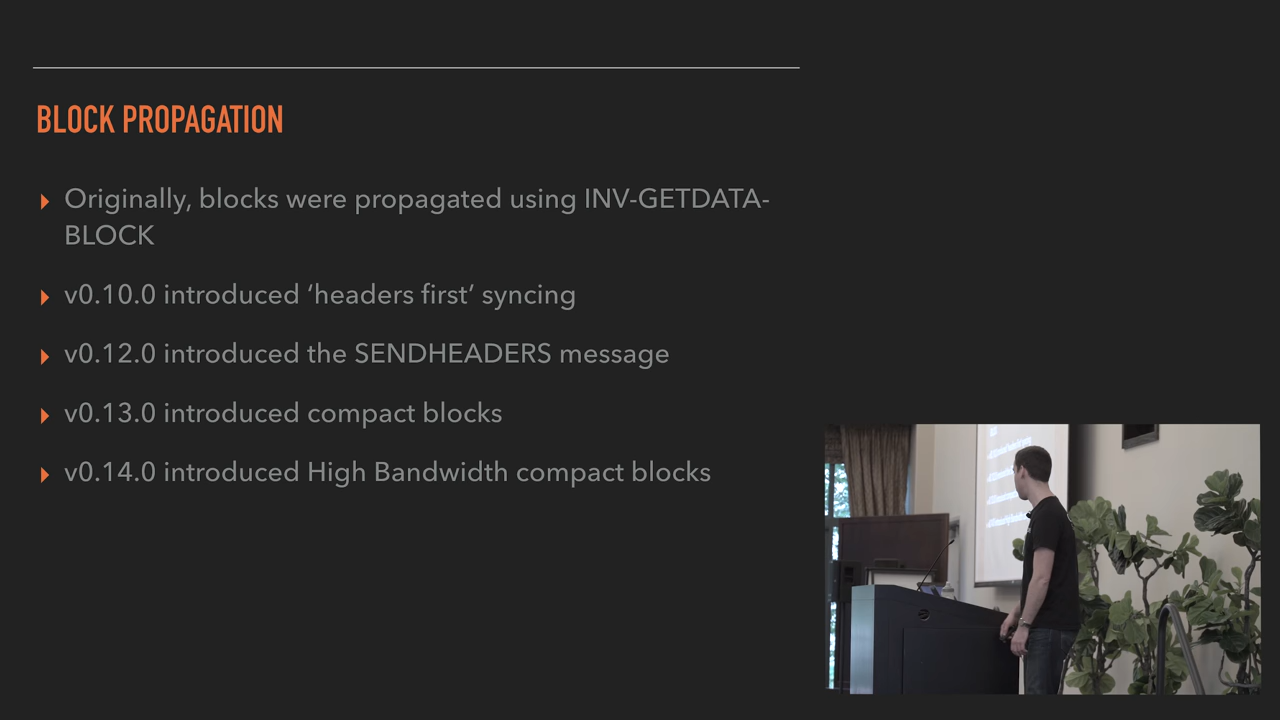 BLOCK PROPAGATION
Originally, blocks were propagated using INV-GETDATA-
BLOCK
v0.10.0 introduced ‘headers first’ syncing
v0.12.0 introduced the SENDHEADERS message
v0.13.0 introduced compact blocks
v0.14.0 introduced High Bandwidth compact blocks